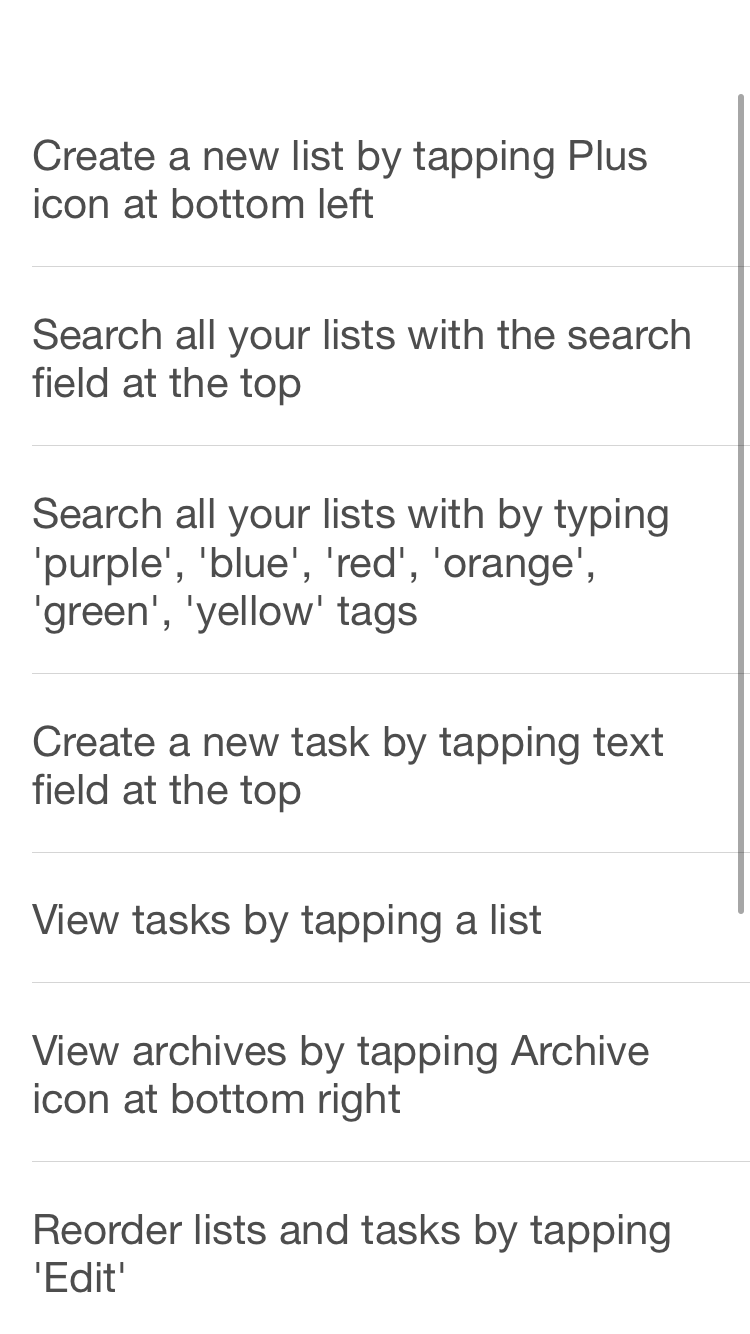 Create a new list by tapping Plus
icon at bottom left
Search all your lists with the search
field at the top
Search all your lists with by typing
'purple', 'blue', 'red', 'orange',
'green', 'yellow' tags
Create a new task by tapping text
field at the top
View tasks by tapping a list
View archives by tapping Archive
icon at bottom right
Reorder lists and tasks by tapping
'Edit'